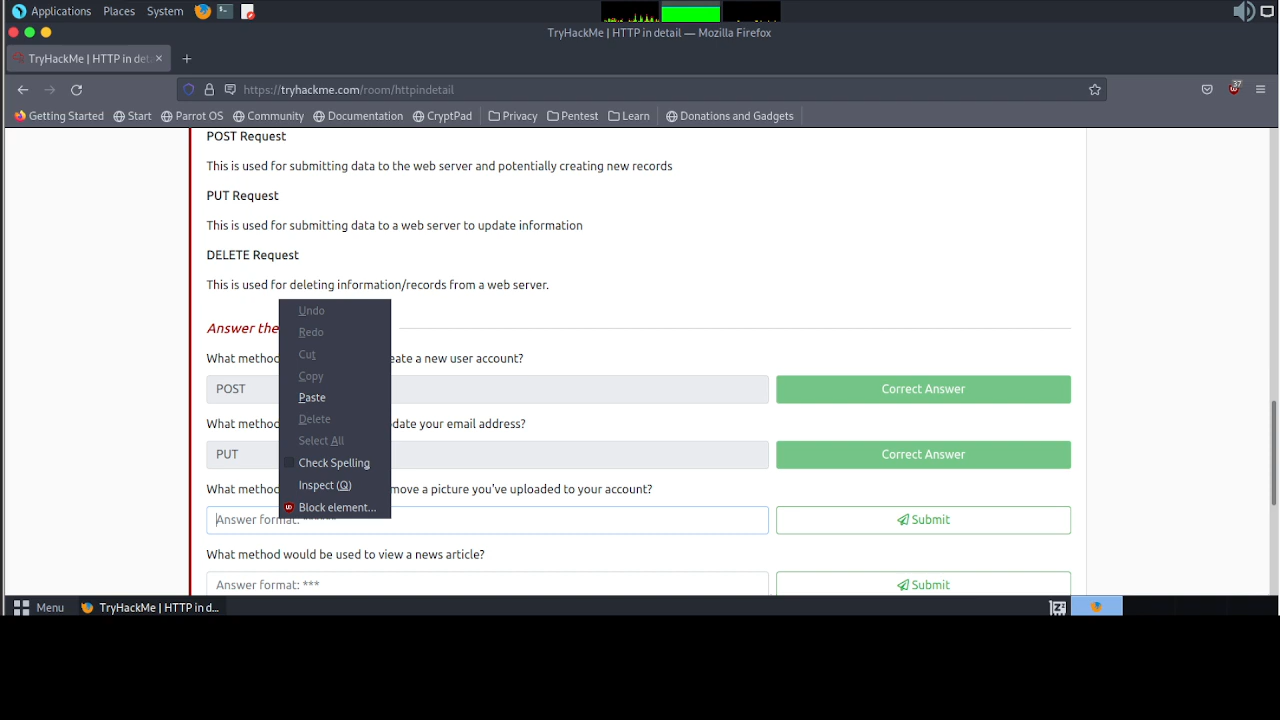 Applications Places System
TryHackMe | HTTP in detail — Mozilla Firefox
TryHackMe | HTTP in det
https://tryhackme.com/room/httpindetail
37
Getting Started Start Parrot OS Community Documentation CryptPad Privacy Pentest Learn Donations and Gadgets
POST Request
This is used for submitting data to the web server and potentially creating new records
PUT Request
This is used for submitting data to a web server to update information
DELETE Request
This is used for deleting information/records from a web server.
Answer the
What method eate a new user account?
POST Correct Answer
What method date your email address?
PUT Correct Answer
What method move a picture you've uploaded to your account?
Answer format: ****** Submit
What method would be used to view a news article?
Answer format: *** Submit
Undo
Redo
Cut
Copy
Paste
Delete
Select All
Check Spelling
Inspect (Q)
Block element...
Menu TryHackMe | HTTP in d...